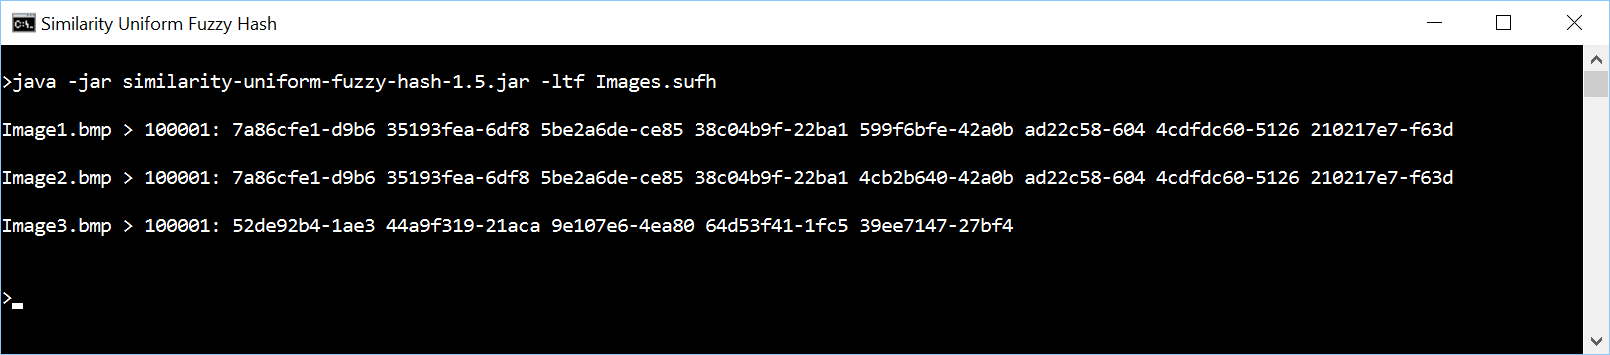 Similarity Uniform Fuzzy Hash
>java -jar similarity-uniform-fuzzy-hash-1.5.jar -ltf Images.sufh
Image1.bmp > 100001: 7a86cfe1-d9b6 35193fea-6df8 5be2a6de-ce85 38c04b9f-22ba1 599f6bfe-42a0b ad22c58-604 4cdfdc60-5126 210217e7-f63d
Image2.bmp > 100001: 7a86cfe1-d9b6 35193fea-6df8 5be2a6de-ce85 38c04b9f-22ba1 4cb2b640-42a0b ad22c58-604 4cdfdc60-5126 210217e7-f63d
Image3.bmp > 100001: 52de92b4-1ae3 44a9f319-21aca 9e107e6-4ea80 64d53f41-1fc5 39ee7147-27bf4
>